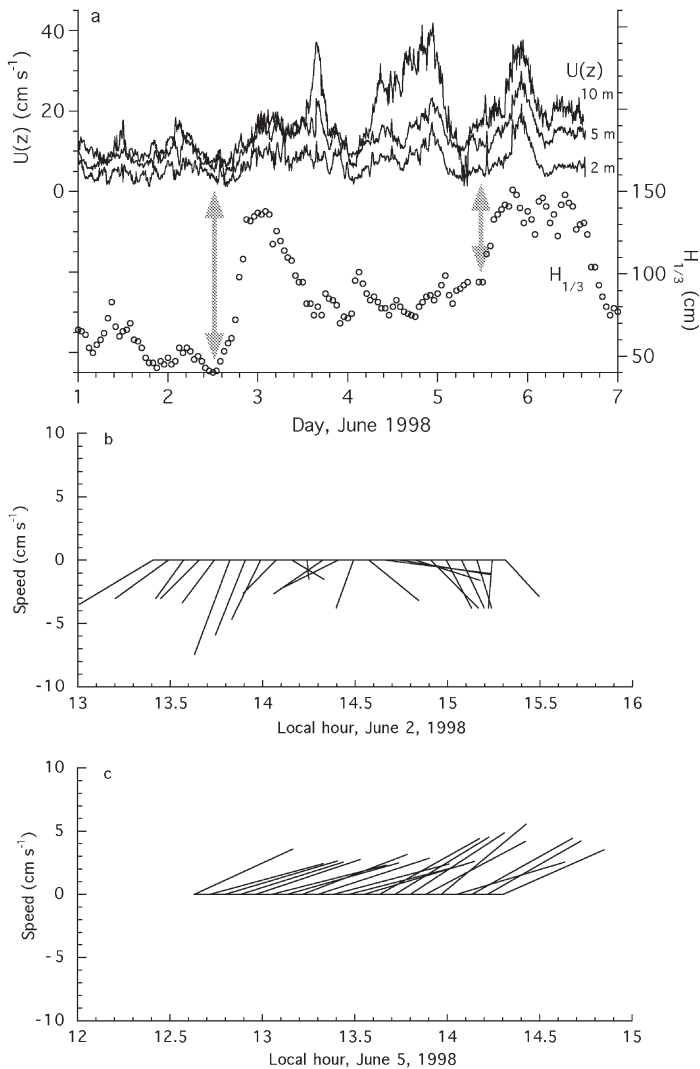 a
40
20
0
U(z) (cm s⁻¹)
U(z)
10 m
5 m
2 m
150
100
50
H1/3 (cm)
H1/3
1 2 3 4 5 6 7
Day, June 1998
b
10
5
0
-5
-10
Speed (cm s⁻¹)
13 13.5 14 14.5 15 15.5 16
Local hour, June 2, 1998
c
10
5
0
-5
-10
Speed (cm s⁻¹)
12 12.5 13 13.5 14 14.5 15
Local hour, June 5, 1998